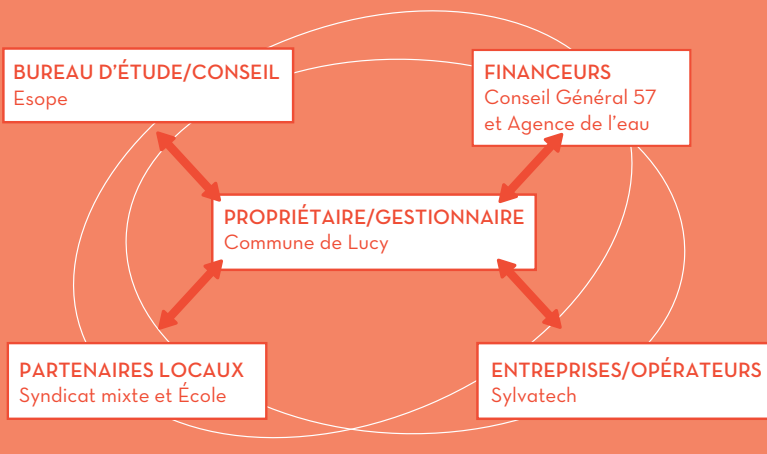 BUREAU D'ÉTUDE/CONSEIL
Esope
FINANCEURS
Conseil Général 57
et Agence de l'eau
PROPRIÉTAIRE/GESTIONNAIRE
Commune de Lucy
PARTENAIRES LOCAUX
Syndicat mixte et École
ENTREPRISES/OPÉRATEURS
Sylvatech